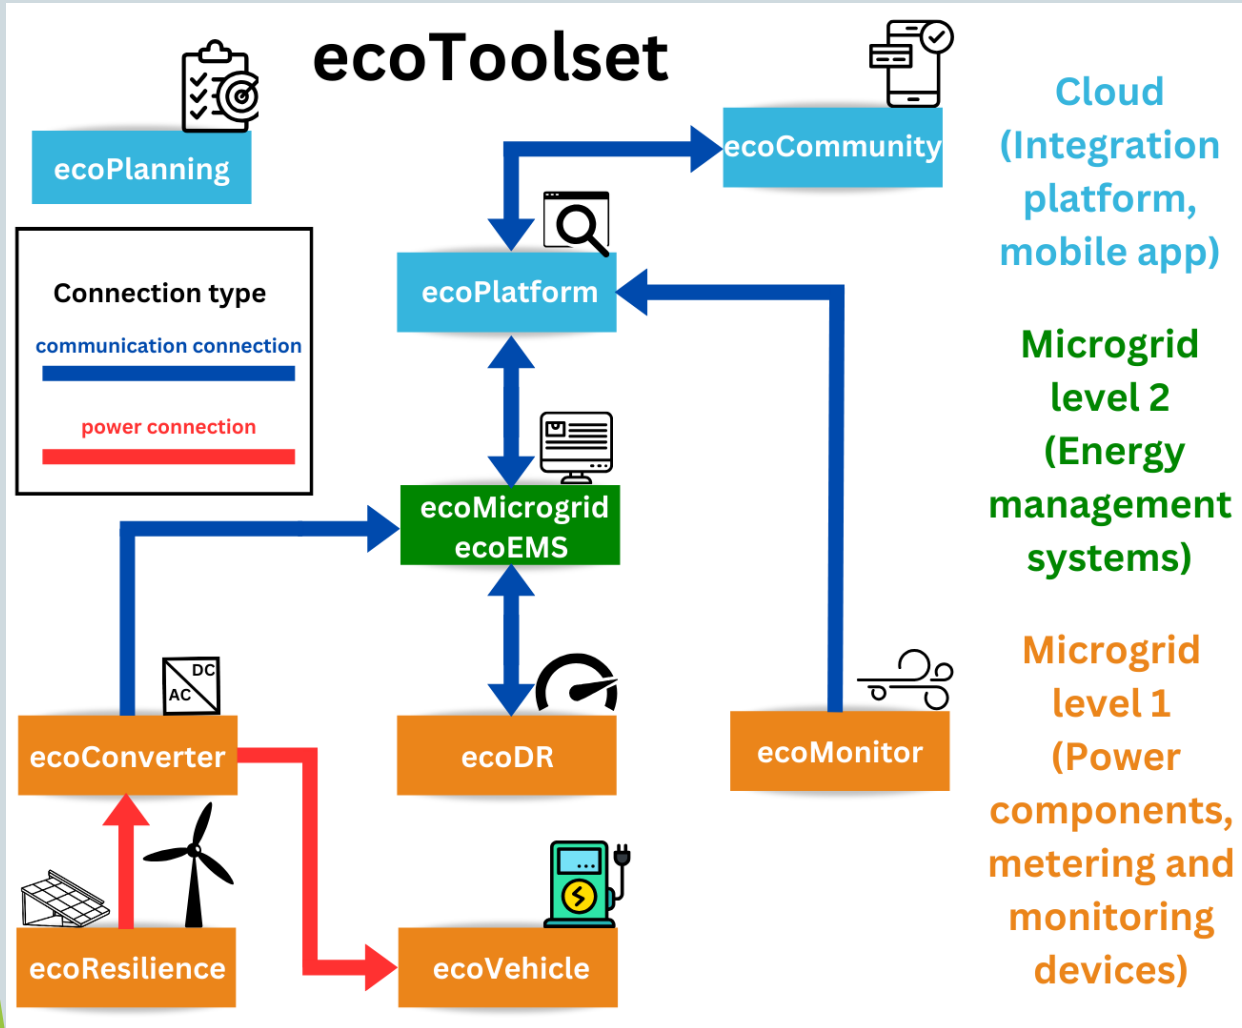 ecoToolset
ecoPlanning
ecoCommunity
Connection type
communication connection
power connection
ecoPlatform
ecoMicrogrid
ecoEMS
DC
AC
ecoConverter
ecoDR
ecoMonitor
ecoResilience
ecoVehicle
Cloud
(Integration
platform,
mobile app)
Microgrid
level 2
(Energy
management
systems)
Microgrid
level 1
(Power
components,
metering and
monitoring
devices)